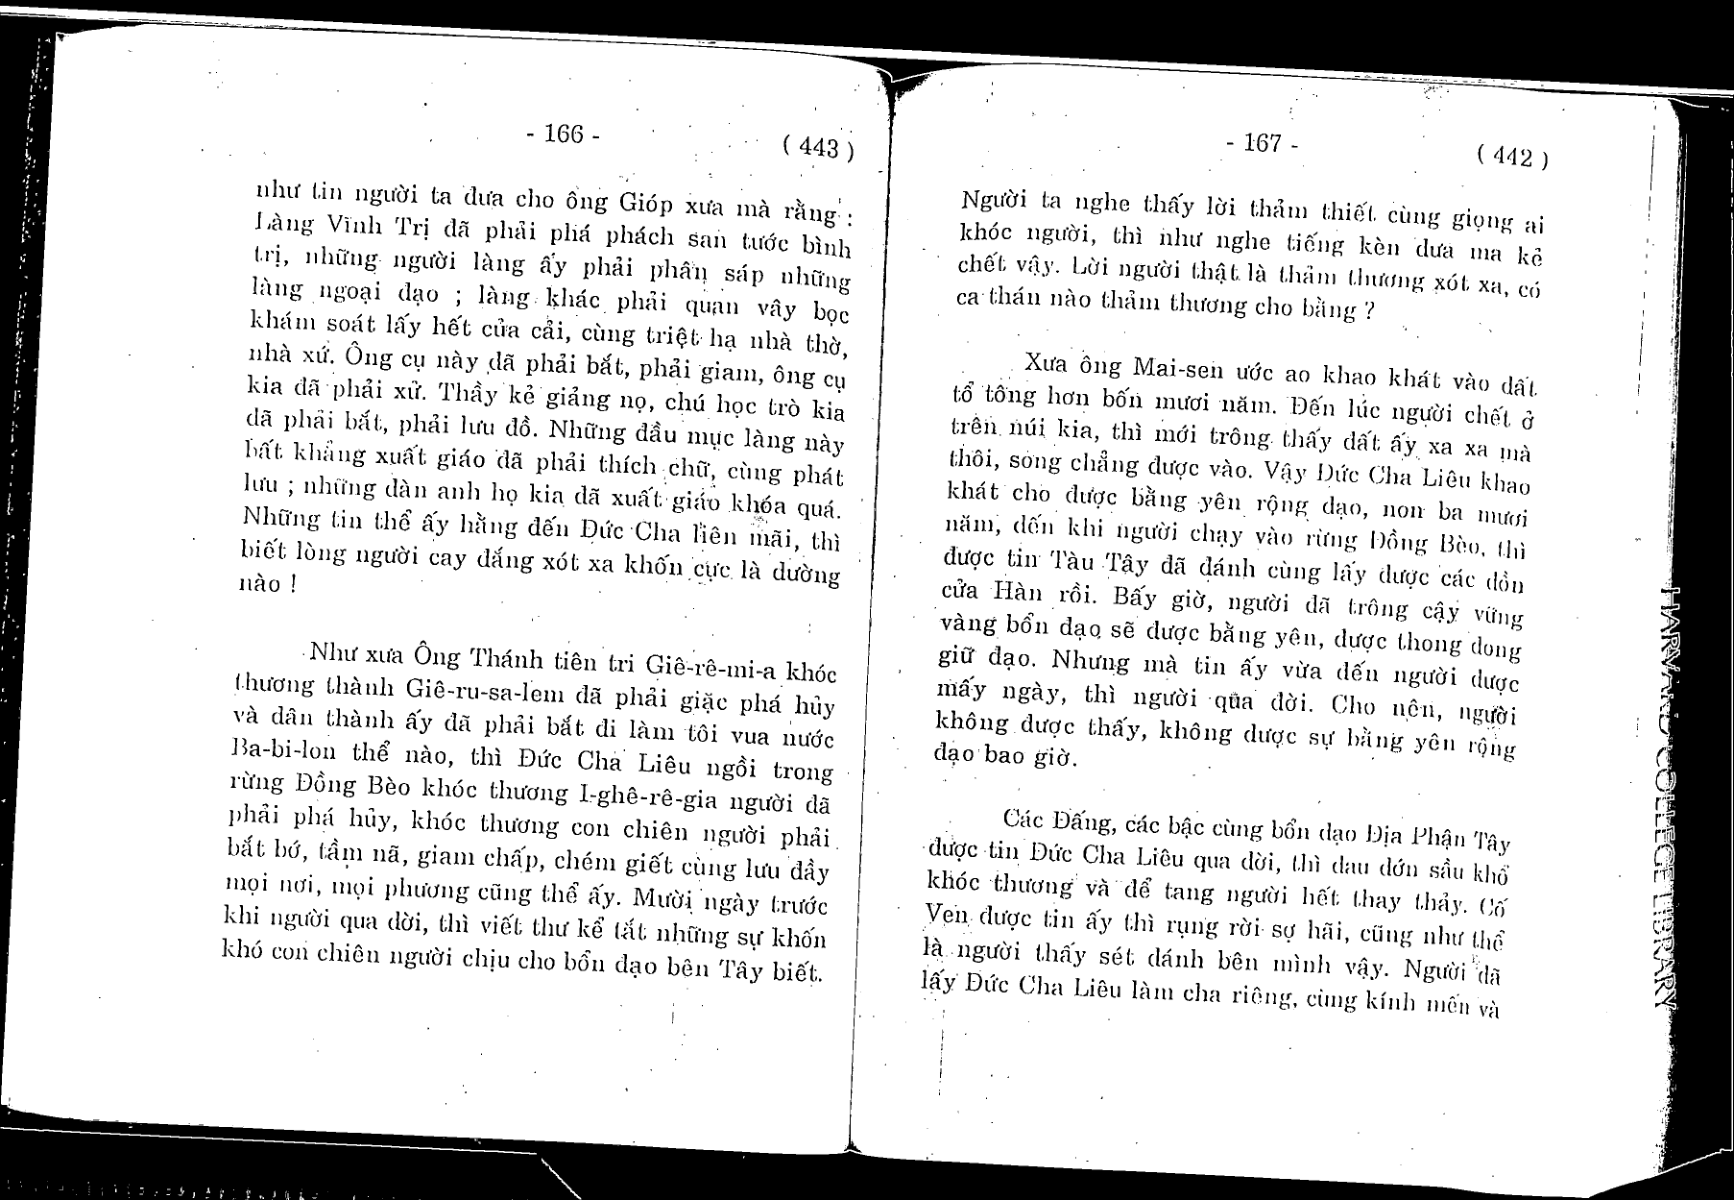 - 166 -
( 443 )
như tin người ta đưa cho ông Gióp xưa mà rằng :
Làng Vĩnh Trị đã phải phá phách san tước bình
trị, những người làng ấy phải phân sáp những
làng ngoại đạo ; làng khác phải quan vây bọc
khám soát lấy hết của cải, cùng triệt hạ nhà thờ,
nhà xứ. Ông cụ này đã phải bắt, phải giam, ông cụ
kia đã phải xử. Thầy kẻ giảng nọ, chú học trò kia
đã phải bắt, phải lưu đồ. Những đầu mục làng này
bất khẳng xuất giáo đã phải thích chữ, cùng phát
lưu ; những đàn anh họ kia đã xuất giáo khóa quá.
Những tin thể ấy hằng đến Đức Cha liên mãi, thì
biết lòng người cay đắng xót xa khốn cực là dường
nào !
Như xưa Ông Thánh tiên tri Giê-rê-mi-a khóc
thương thành Giê-ru-sa-lem đã phải giặc phá hủy
và dân thành ấy đã phải bắt đi làm tôi vua nước
Ba-bi-lon thể nào, thì Đức Cha Liêu ngồi trong
rừng Đồng Bèo khóc thương I-ghê-rê-gia người đã
phải phá hủy, khóc thương con chiên người phải
bắt bớ, tầm nã, giam chấp, chém giết cùng lưu đầy
mọi nơi, mọi phương cũng thể ấy. Mười ngày trước
khi người qua đời, thì viết thư kể tắt những sự khốn
khó con chiên người chịu cho bổn đạo bên Tây biết.
- 167 -
( 442 )
Người ta nghe thấy lời thảm thiết cùng giọng ai
khóc người, thì như nghe tiếng kèn đưa ma kẻ
chết vậy. Lời người thật là thảm thương xót xa, có
ca thán nào thảm thương cho bằng ?
Xưa ông Mai-sen ước ao khao khát vào đất
tổ tông hơn bốn mươi năm. Đến lúc người chết ở
trên núi kia, thì mới trông thấy đất ấy xa xa mà
thôi, song chẳng được vào. Vậy Đức Cha Liêu khao
khát cho được bằng yên rộng đạo, non ba mươi
năm, đến khi người chạy vào rừng Đồng Bèo, thì
được tin Tàu Tây đã đánh cùng lấy được các đồn
cửa Hàn rồi. Bấy giờ, người đã trông cậy vững
vàng bổn đạo sẽ được bằng yên, được thong dong
giữ đạo. Nhưng mà tin ấy vừa đến người được
mấy ngày, thì người qua đời. Cho nên, người
không được thấy, không được sự bằng yên rộng
đạo bao giờ.
Các Đấng, các bậc cùng bổn đạo Địa Phận Tây
được tin Đức Cha Liêu qua đời, thì đau đớn sầu khổ
khóc thương và để tang người hết thay thảy. Cố
Ven được tin ấy thì rụng rời sợ hãi, cũng như thể
là người thấy sét đánh bên mình vậy. Người đã
lấy Đức Cha Liêu làm cha riêng, cùng kính mến và
HARVARD COLLEGE LIBRARY